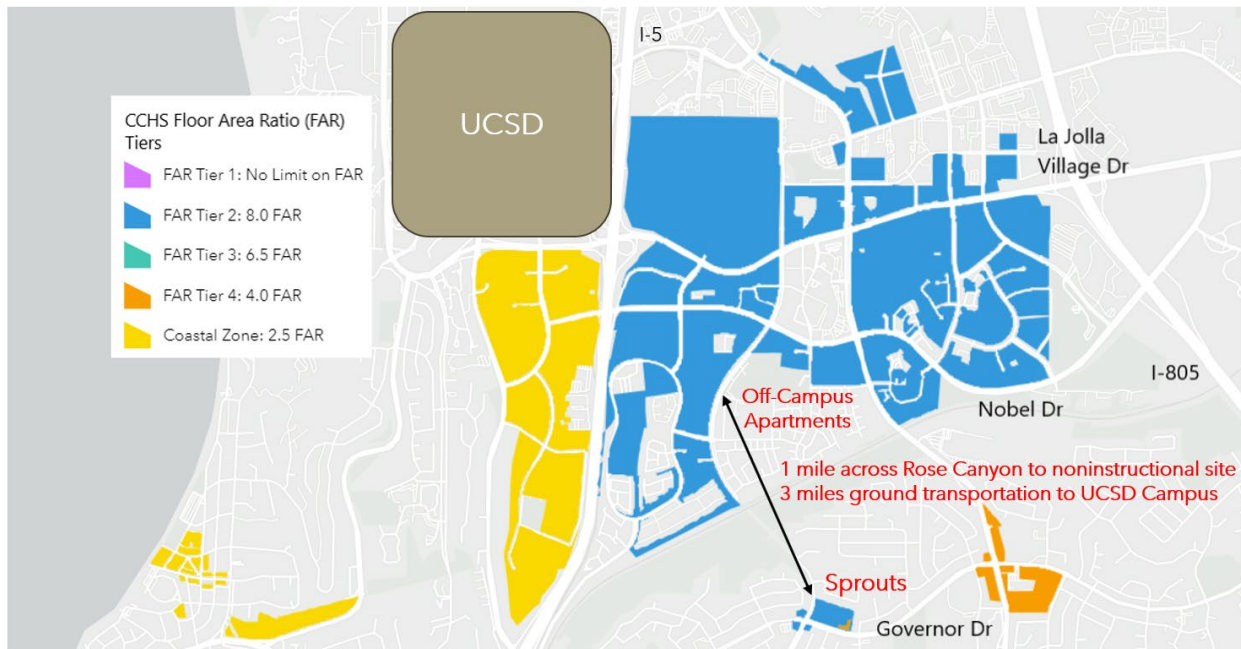 I-5
UCSD
CCHS Floor Area Ratio (FAR)
Tiers
FAR Tier 1: No Limit on FAR
FAR Tier 2: 8.0 FAR
FAR Tier 3: 6.5 FAR
FAR Tier 4: 4.0 FAR
Coastal Zone: 2.5 FAR
La Jolla
Village Dr
I-805
Nobel Dr
Off-Campus
Apartments
1 mile across Rose Canyon to noninstructional site
3 miles ground transportation to UCSD Campus
Sprouts
Governor Dr